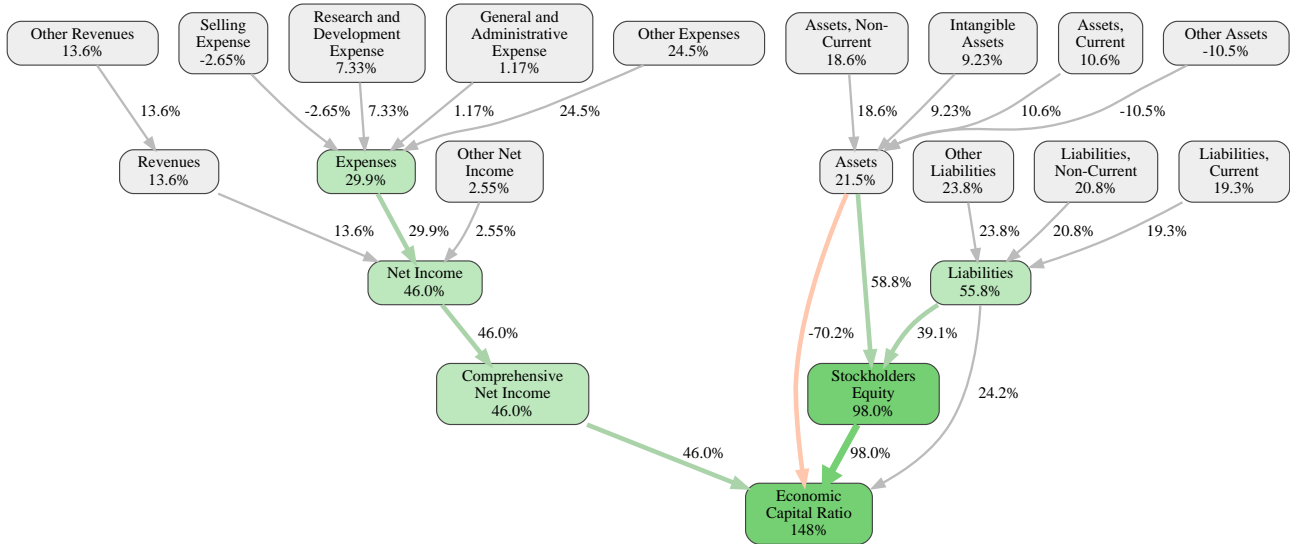 Other Revenues
13.6%
Selling
Expense
-2.65%
Research and
Development
Expense
7.33%
General and
Administrative
Expense
1.17%
Other Expenses
24.5%
Assets, Non-
Current
18.6%
Intangible
Assets
9.23%
Assets,
Current
10.6%
Other Assets
-10.5%
13.6%
-2.65%
7.33%
1.17%
24.5%
18.6%
9.23%
10.6%
-10.5%
Revenues
13.6%
Expenses
29.9%
Other Net
Income
2.55%
Assets
21.5%
Other
Liabilities
23.8%
Liabilities,
Non-Current
20.8%
Liabilities,
Current
19.3%
13.6%
29.9%
2.55%
23.8%
20.8%
19.3%
Net Income
46.0%
58.8%
Liabilities
55.8%
46.0%
-70.2%
39.1%
Comprehensive
Net Income
46.0%
Stockholders
Equity
98.0%
24.2%
46.0%
98.0%
Economic
Capital Ratio
148%